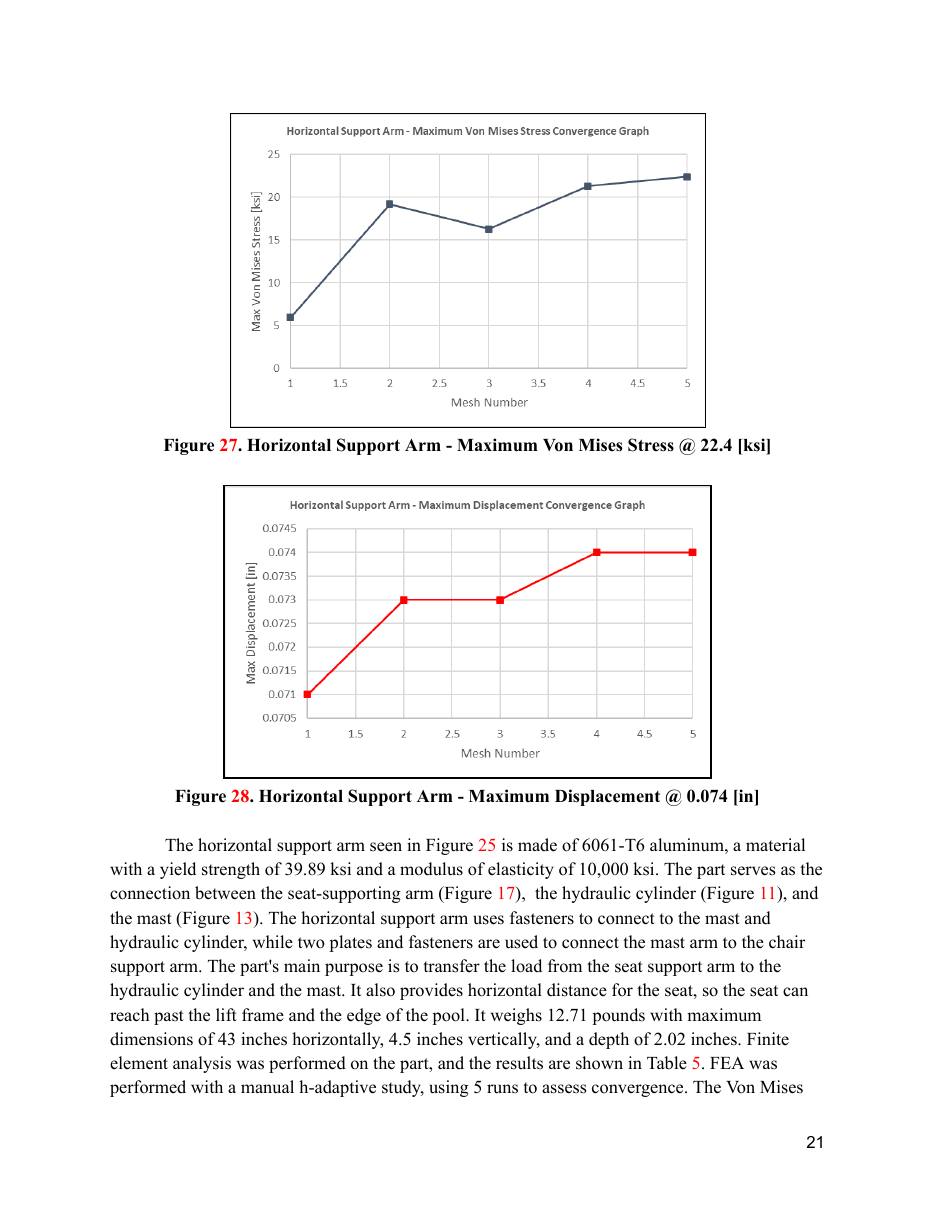 Horizontal Support Arm - Maximum Von Mises Stress Convergence Graph
25
20
15
10
5
0
Max Von Mises Stress [ksi]
1 1.5 2 2.5 3 3.5 4 4.5 5
Mesh Number
Figure 27. Horizontal Support Arm - Maximum Von Mises Stress @ 22.4 [ksi]
Horizontal Support Arm - Maximum Displacement Convergence Graph
0.0745
0.074
0.0735
0.073
0.0725
0.072
0.0715
0.071
0.0705
Max Displacement [in]
1 1.5 2 2.5 3 3.5 4 4.5 5
Mesh Number
Figure 28. Horizontal Support Arm - Maximum Displacement @ 0.074 [in]
The horizontal support arm seen in Figure 25 is made of 6061-T6 aluminum, a material
with a yield strength of 39.89 ksi and a modulus of elasticity of 10,000 ksi. The part serves as the
connection between the seat-supporting arm (Figure 17),  the hydraulic cylinder (Figure 11), and
the mast (Figure 13). The horizontal support arm uses fasteners to connect to the mast and
hydraulic cylinder, while two plates and fasteners are used to connect the mast arm to the chair
support arm. The part's main purpose is to transfer the load from the seat support arm to the
hydraulic cylinder and the mast. It also provides horizontal distance for the seat, so the seat can
reach past the lift frame and the edge of the pool. It weighs 12.71 pounds with maximum
dimensions of 43 inches horizontally, 4.5 inches vertically, and a depth of 2.02 inches. Finite
element analysis was performed on the part, and the results are shown in Table 5. FEA was
performed with a manual h-adaptive study, using 5 runs to assess convergence. The Von Mises
21